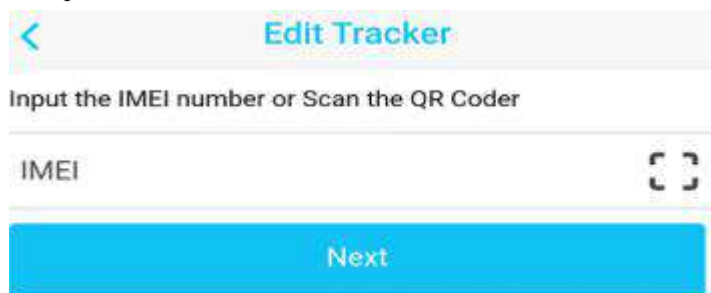 Edit Tracker
Input the IMEI number or Scan the QR Coder
IMEI
Next